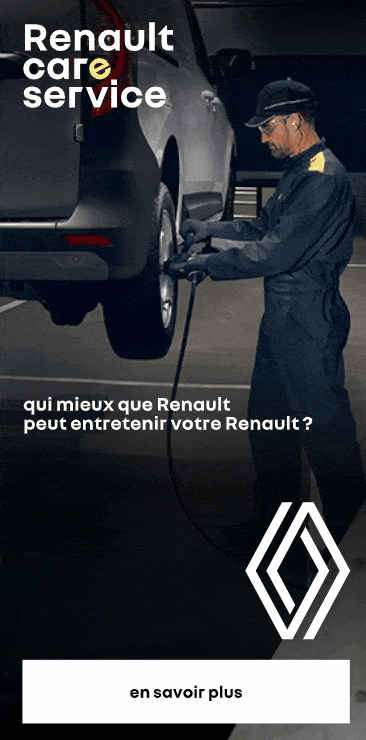 Renault
care
service
qui mieux que Renault
peut entretenir votre Renault ?
en savoir plus